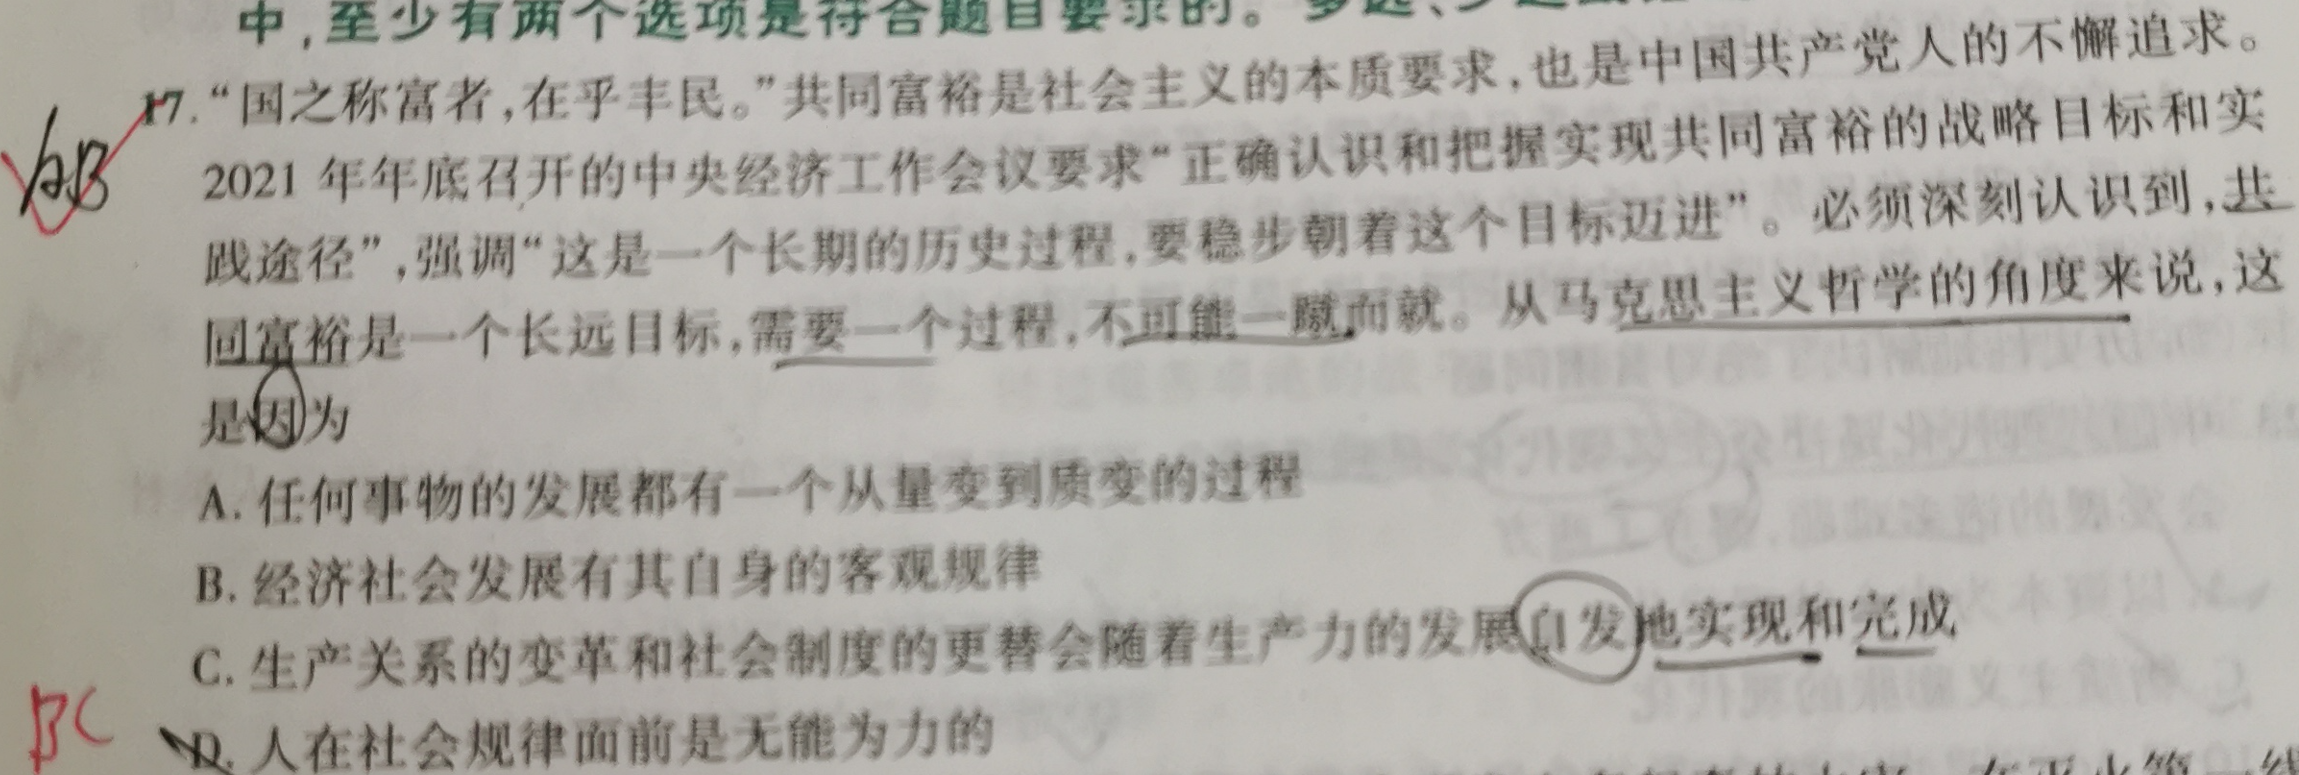 中,至少有两个选项是符合题目要求的。多选、少
AB
17.“国之称富者,在乎丰民。”共同富裕是社会主义的本质要求,也是中国共产党人的不懈追求。
2021年年底召开的中央经济工作会议要求“正确认识和把握实现共同富裕的战略目标和实
践途径”,强调“这是一个长期的历史过程,要稳步朝着这个目标迈进”。必须深刻认识到,共
同富裕是一个长远目标,需要一个过程,不可能一蹴而就。从马克思主义哲学的角度来说,这
是因为
A.任何事物的发展都有一个从量变到质变的过程
B.经济社会发展有其自身的客观规律
C.生产关系的变革和社会制度的更替会随着生产力的发展自发地实现和完成
BC
D.人在社会规律面前是无能为力的